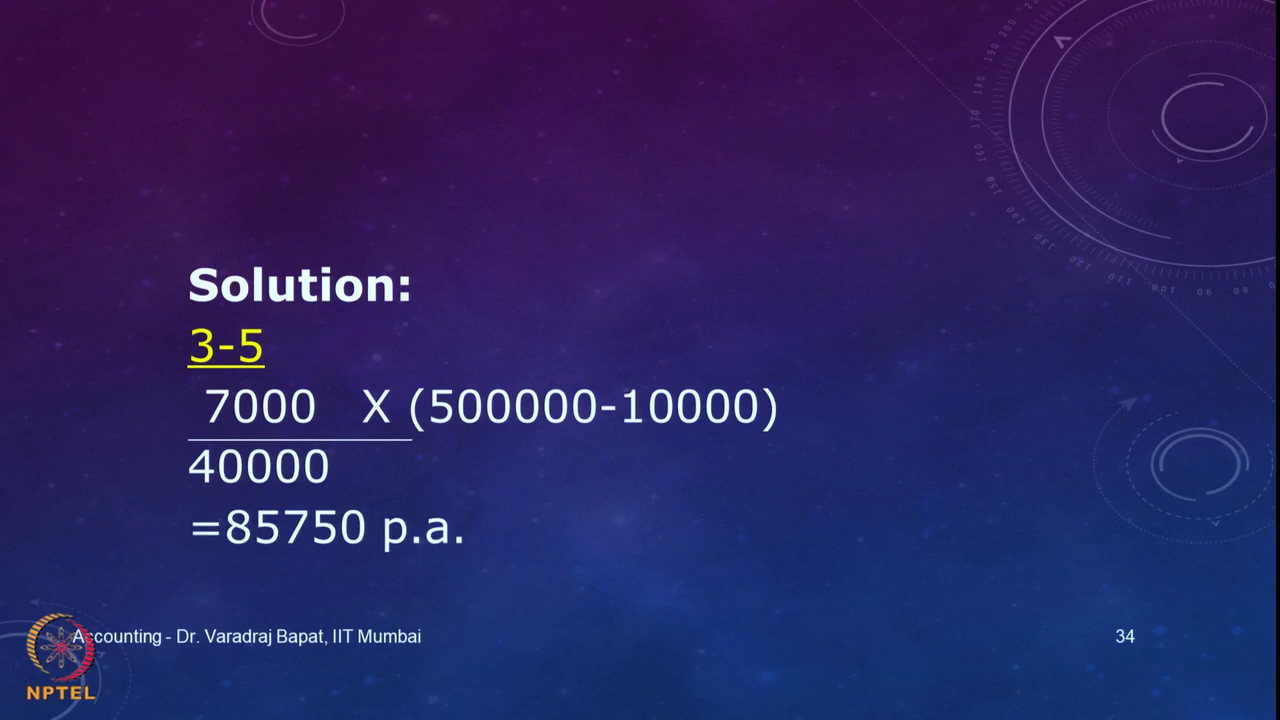 Solution:
3-5
7000 X (500000-10000)
40000
=85750 p.a.
Accounting - Dr. Varadraj Bapat, IIT Mumbai
34
NPTEL